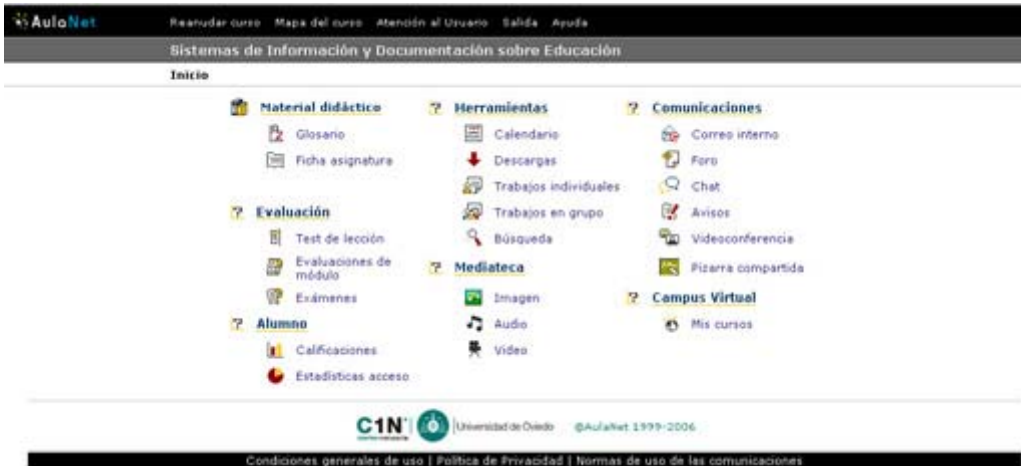 AulaNet
Reanudar curso Mapa del curso Atención al Usuario Salida Ayuda
Sistemas de Información y Documentación sobre Educación
Inicio
Material didáctico
Glosario
Ficha asignatura
Evaluación
Test de lección
Evaluaciones de
módulo
Exámenes
Alumno
Calificaciones
Estadísticas acceso
Herramientas
Calendario
Descargas
Trabajos individuales
Trabajos en grupo
Búsqueda
Mediateca
Imagen
Audio
Video
Comunicaciones
Correo interno
Foro
Chat
Avisos
Videoconferencia
Pizarra compartida
Campus Virtual
Mis cursos
C1N
Universidad de Oviedo
@AulaNet 1999-2006
Condiciones generales de uso | Política de Privacidad | Normas de uso de las comunicaciones